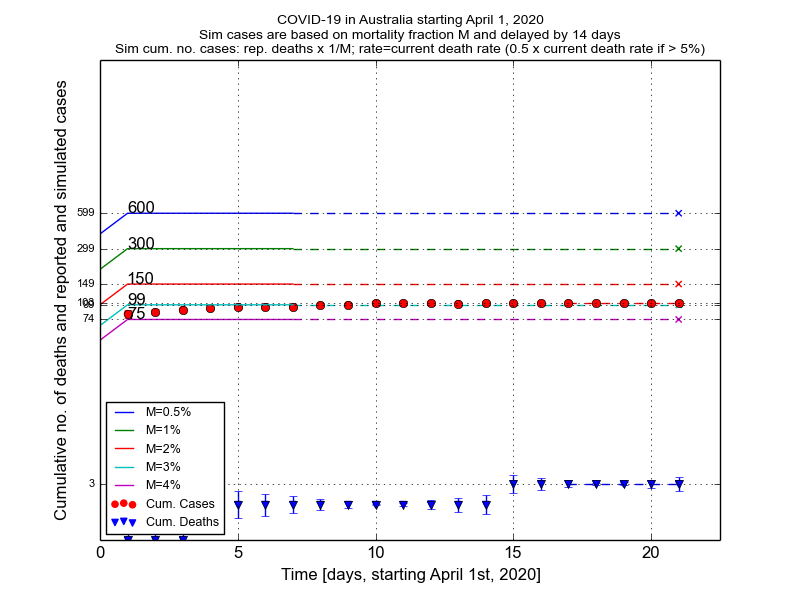 COVID-19 in Australia starting April 1, 2020
Sim cases are based on mortality fraction M and delayed by 14 days
Sim cum. no. cases: rep. deaths x 1/M; rate=current death rate (0.5 x current death rate if > 5%)
Cumulative no. of deaths and reported and simulated cases
599
299
149
74
3
600
300
150
99
75
M=0.5%
M=1%
M=2%
M=3%
M=4%
Cum. Cases
Cum. Deaths
0 5 10 15 20
Time [days, starting April 1st, 2020]